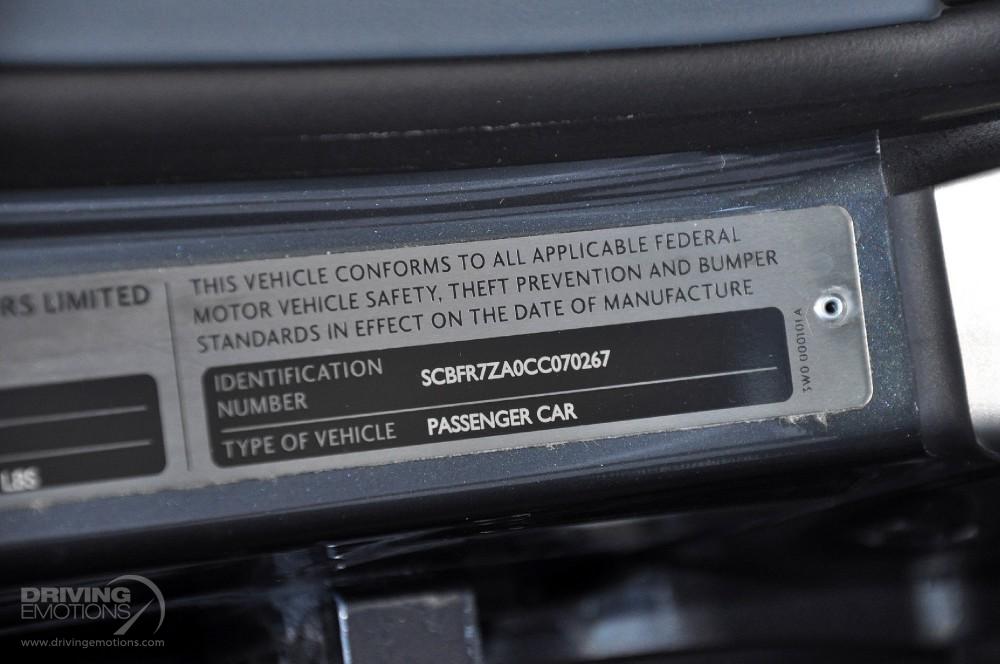 RS LIMITED
LBS
THIS VEHICLE CONFORMS TO ALL APPLICABLE FEDERAL
MOTOR VEHICLE SAFETY, THEFT PREVENTION AND BUMPER
STANDARDS IN EFFECT ON THE DATE OF MANUFACTURE
IDENTIFICATION
NUMBER
SCBFR7ZA0CC070267
TYPE OF VEHICLE
PASSENGER CAR
3W0 000101A
DRIVING
EMOTIONS
www.drivingemotions.com